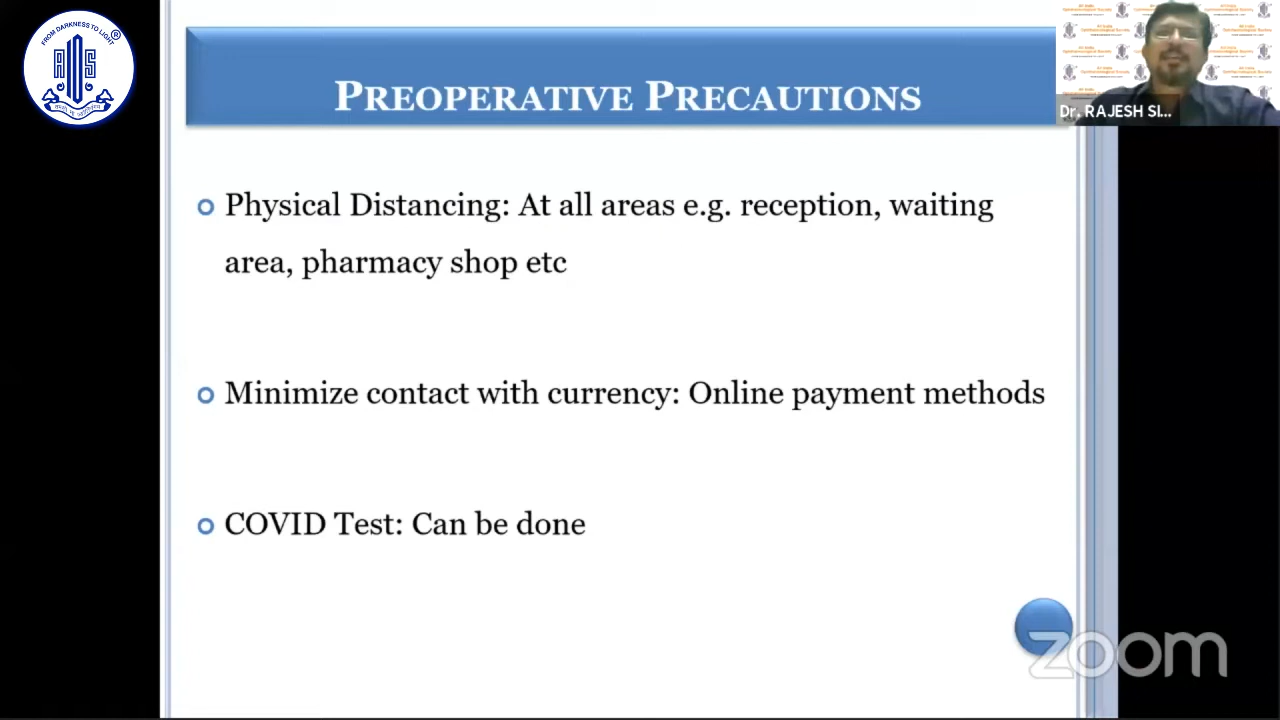 FROM DARKNESS TO LIGHT
AIOS
PREOPERATIVE PRECAUTIONS
Dr. RAJESH SI...
Physical Distancing: At all areas e.g. reception, waiting
area, pharmacy shop etc
Minimize contact with currency: Online payment methods
COVID Test: Can be done
zoom